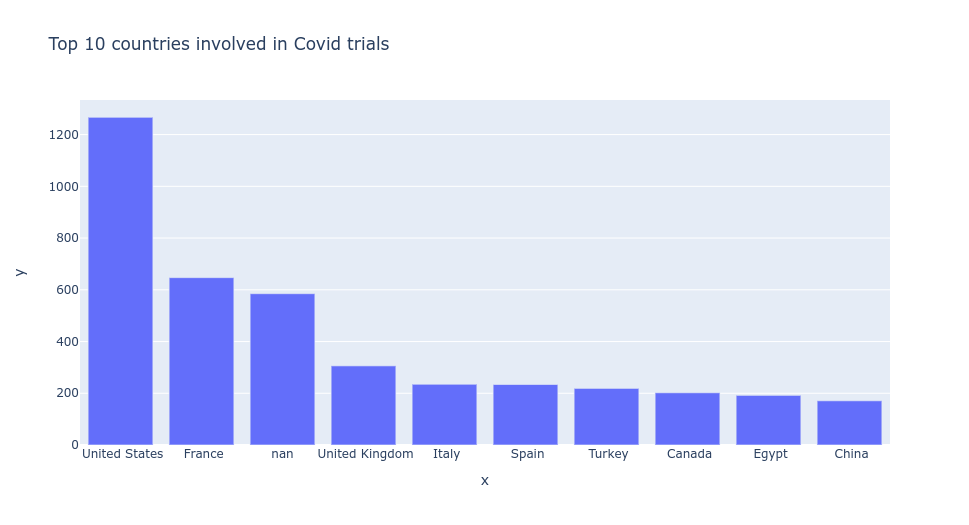 Top 10 countries involved in Covid trials
1200
1000
800
600
400
200
0
y
United States France nan United Kingdom Italy Spain Turkey Canada Egypt China
x